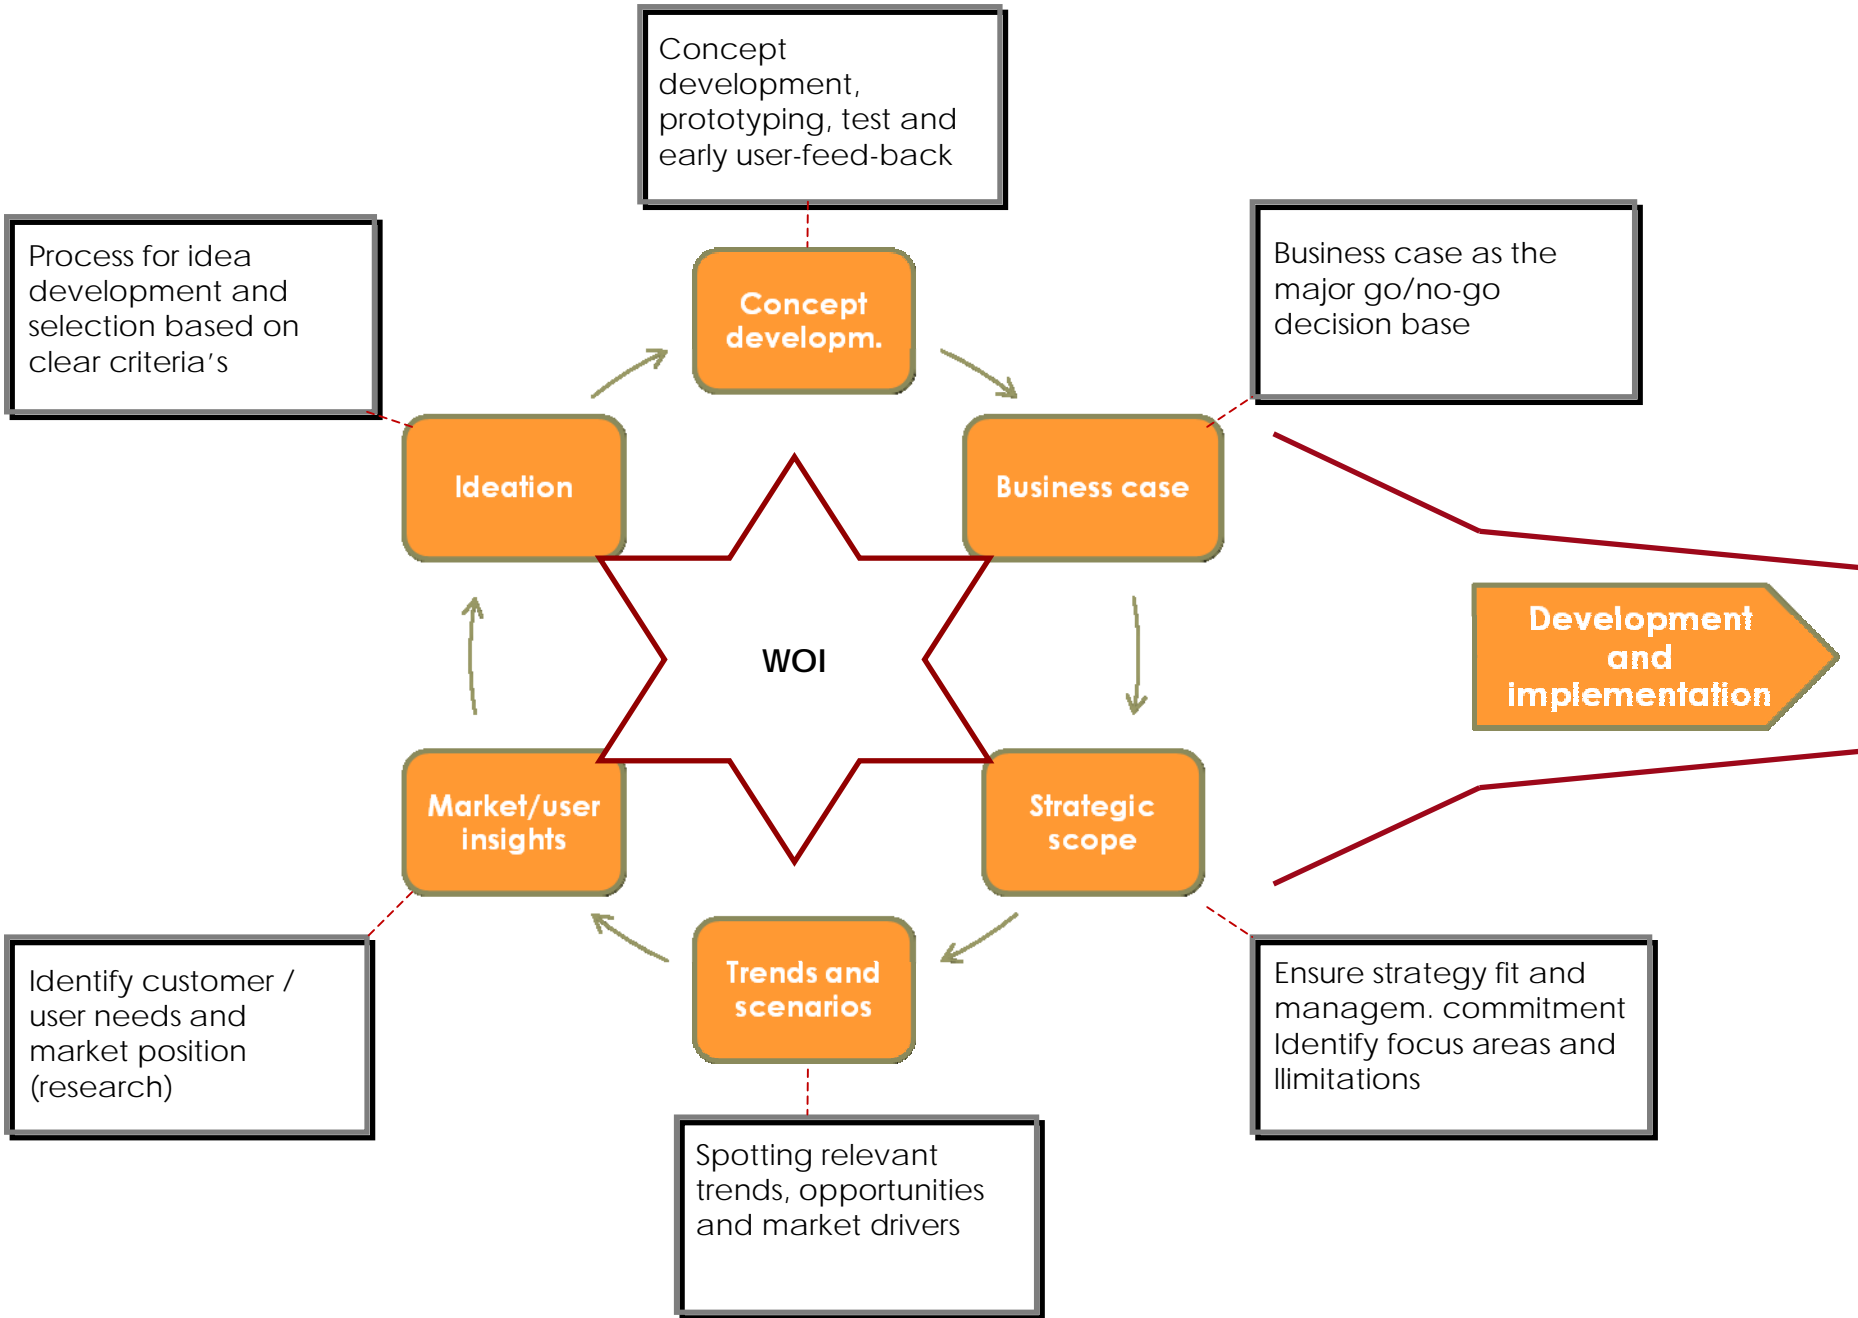 Concept
development,
prototyping, test and
early user-feed-back
Process for idea
development and
selection based on
clear criteria's
Business case as the
major go/no-go
decision base
Concept
developm.
Ideation
Business case
WOI
Development
and
implementation
Market/user
insights
Strategic
scope
Trends and
scenarios
Identify customer /
user needs and
market position
(research)
Ensure strategy fit and
managem. commitment
Identify focus areas and
llimitations
Spotting relevant
trends, opportunities
and market drivers